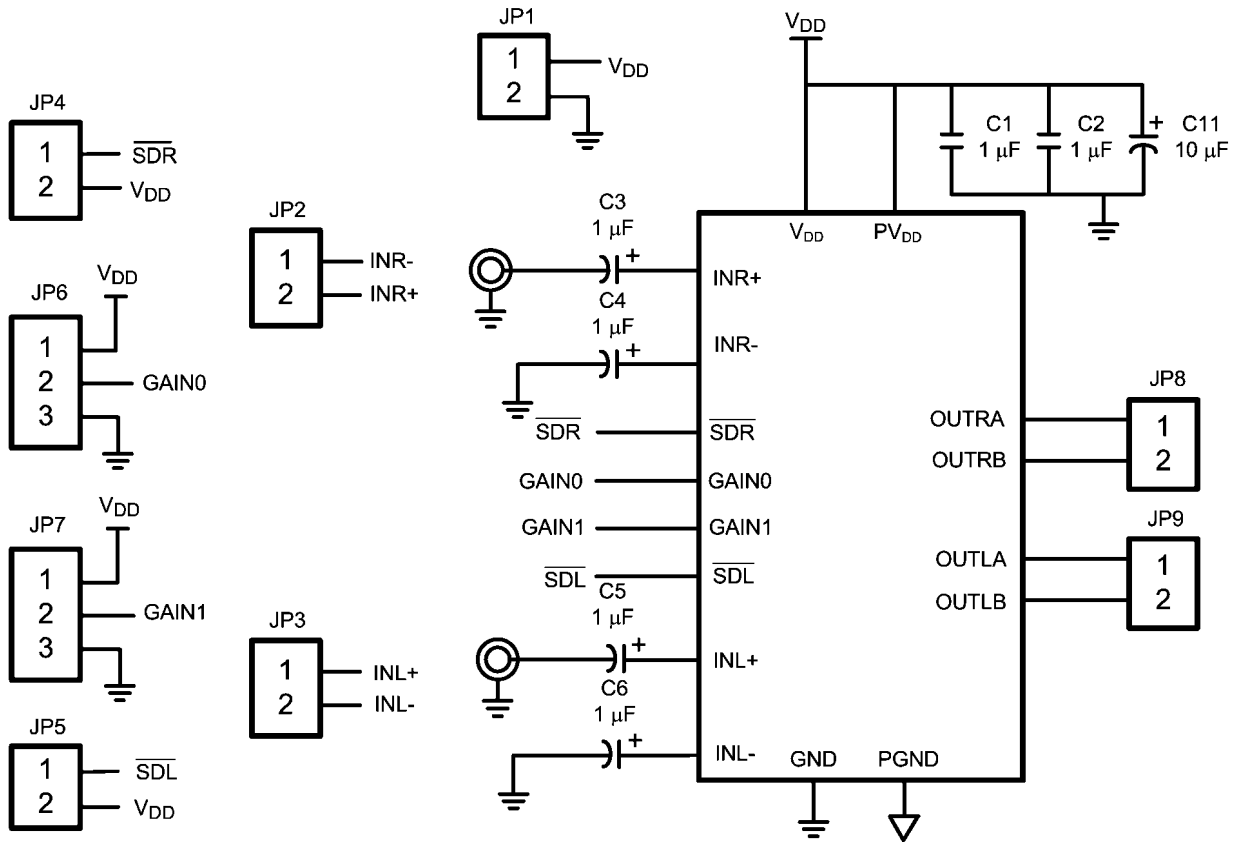 JP1
1
2
VDD
VDD
C1
1 µF
C2
1 µF
+
C11
10 µF
JP4
1
2
SDR
VDD
JP2
1
2
INR-
INR+
VDD
JP6
1
2
3
GAIN0
VDD
JP7
1
2
3
GAIN1
JP3
1
2
INL+
INL-
JP5
1
2
SDL
VDD
C3
1 µF
+
C4
1 µF
+
SDR
GAIN0
GAIN1
SDL
C5
1 µF
+
C6
1 µF
+
VDD
PVDD
INR+
INR-
SDR
GAIN0
GAIN1
SDL
INL+
INL-
GND
PGND
OUTRA
OUTRB
OUTLA
OUTLB
JP8
1
2
JP9
1
2